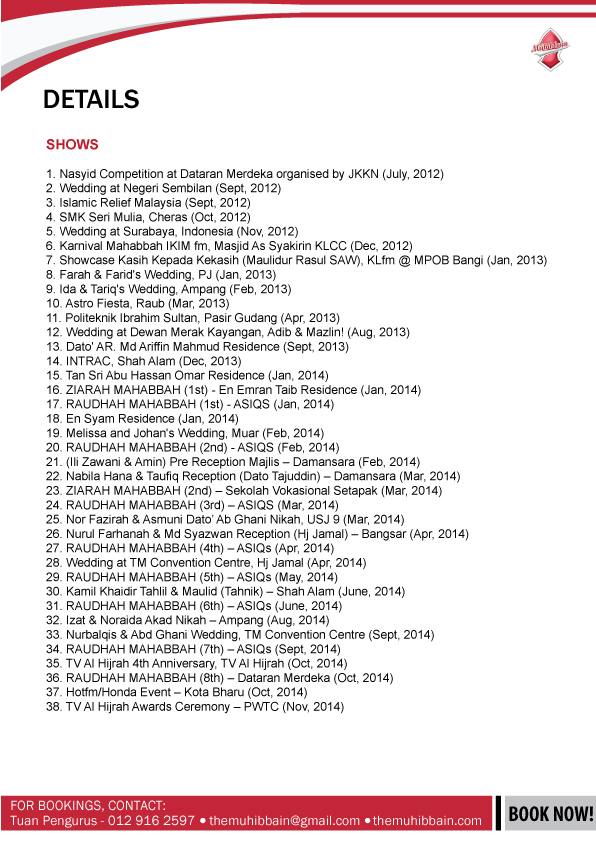 Muhibbain
DETAILS
SHOWS
1. Nasyid Competition at Dataran Merdeka organised by JKKN (July, 2012)
2. Wedding at Negeri Sembilan (Sept, 2012)
3. Islamic Relief Malaysia (Sept, 2012)
4. SMK Seri Mulia, Cheras (Oct, 2012)
5. Wedding at Surabaya, Indonesia (Nov, 2012)
6. Karnival Mahabbah IKIM fm, Masjid As Syakirin KLCC (Dec, 2012)
7. Showcase Kasih Kepada Kekasih (Maulidur Rasul SAW), KLfm @ MPOB Bangi (Jan, 2013)
8. Farah & Farid's Wedding, PJ (Jan, 2013)
9. Ida & Tariq's Wedding, Ampang (Feb, 2013)
10. Astro Fiesta, Raub (Mar, 2013)
11. Politeknik Ibrahim Sultan, Pasir Gudang (Apr, 2013)
12. Wedding at Dewan Merak Kayangan, Adib & Mazlin! (Aug, 2013)
13. Dato' AR. Md Ariffin Mahmud Residence (Sept, 2013)
14. INTRAC, Shah Alam (Dec, 2013)
15. Tan Sri Abu Hassan Omar Residence (Jan, 2014)
16. ZIARAH MAHABBAH (1st) - En Emran Taib Residence (Jan, 2014)
17. RAUDHAH MAHABBAH (1st) - ASIQS (Jan, 2014)
18. En Syam Residence (Jan, 2014)
19. Melissa and Johan's Wedding, Muar (Feb, 2014)
20. RAUDHAH MAHABBAH (2nd) - ASIQS (Feb, 2014)
21. (Ili Zawani & Amin) Pre Reception Majlis – Damansara (Feb, 2014)
22. Nabila Hana & Taufiq Reception (Dato Tajuddin) – Damansara (Mar, 2014)
23. ZIARAH MAHABBAH (2nd) – Sekolah Vokasional Setapak (Mar, 2014)
24. RAUDHAH MAHABBAH (3rd) – ASIQS (Mar, 2014)
25. Nor Fazirah & Asmuni Dato’ Ab Ghani Nikah, USJ 9 (Mar, 2014)
26. Nurul Farhanah & Md Syazwan Reception (Hj Jamal) – Bangsar (Apr, 2014)
27. RAUDHAH MAHABBAH (4th) – ASIQs (Apr, 2014)
28. Wedding at TM Convention Centre, Hj Jamal (Apr, 2014)
29. RAUDHAH MAHABBAH (5th) – ASIQs (May, 2014)
30. Kamil Khaidir Tahlil & Maulid (Tahnik) – Shah Alam (June, 2014)
31. RAUDHAH MAHABBAH (6th) – ASIQs (June, 2014)
32. Izat & Noraida Akad Nikah – Ampang (Aug, 2014)
33. Nurbalqis & Abd Ghani Wedding, TM Convention Centre (Sept, 2014)
34. RAUDHAH MAHABBAH (7th) – ASIQs (Sept, 2014)
35. TV Al Hijrah 4th Anniversary, TV Al Hijrah (Oct, 2014)
36. RAUDHAH MAHABBAH (8th) – Dataran Merdeka (Oct, 2014)
37. Hotfm/Honda Event – Kota Bharu (Oct, 2014)
38. TV Al Hijrah Awards Ceremony – PWTC (Nov, 2014)
FOR BOOKINGS, CONTACT:
Tuan Pengurus - 012 916 2597 • themuhibbain@gmail.com • themuhibbain.com
BOOK NOW!